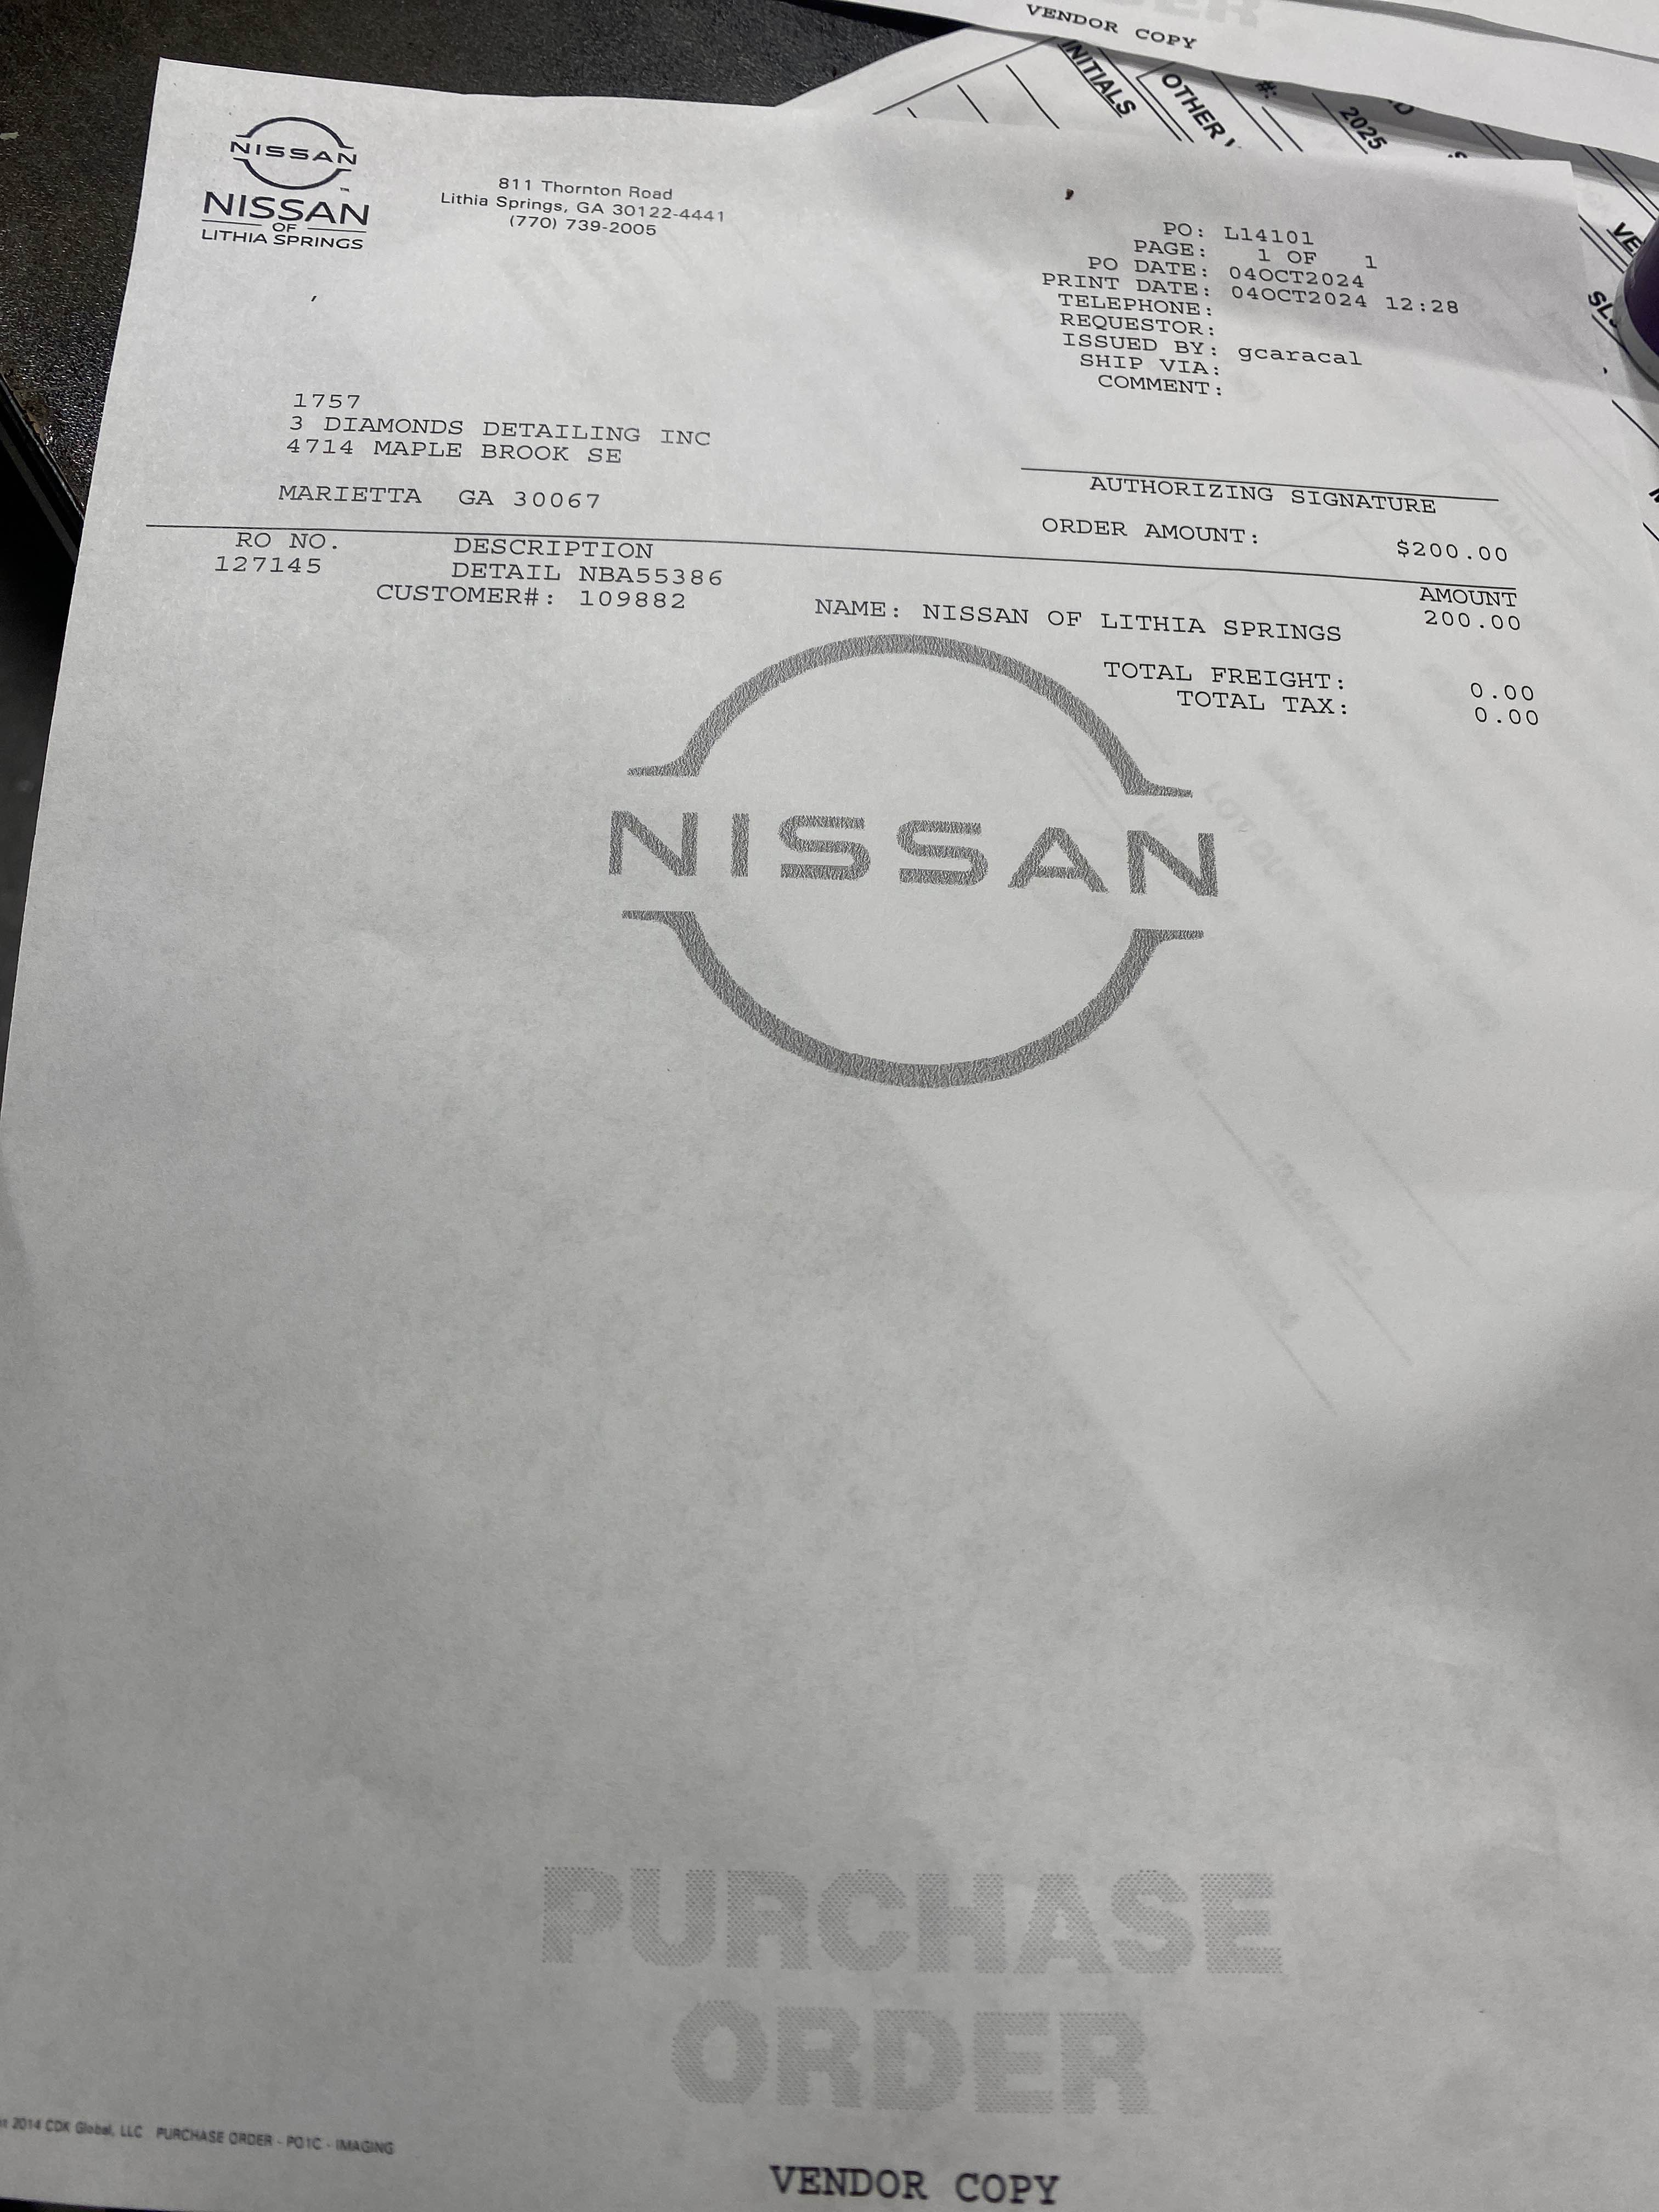 VENDOR COPY
INITIALS
OTHER
#:
2025
NISSAN
NISSAN
OF
LITHIA SPRINGS
811 Thornton Road
Lithia Springs, GA 30122-4441
(770) 739-2005
PO: L14101
PAGE: 1 OF 1
PO DATE: 04OCT2024
PRINT DATE: 04OCT2024 12:28
TELEPHONE:
REQUESTOR:
ISSUED BY: gcaracal
SHIP VIA:
COMMENT:
1757
3 DIAMONDS DETAILING INC
4714 MAPLE BROOK SE
MARIETTA GA 30067
AUTHORIZING SIGNATURE
ORDER AMOUNT: $200.00
RO NO. DESCRIPTION AMOUNT
127145 DETAIL NBA55386 200.00
CUSTOMER#: 109882 NAME: NISSAN OF LITHIA SPRINGS
TOTAL FREIGHT: 0.00
TOTAL TAX: 0.00
NISSAN
PURCHASE
ORDER
2014 CDK Global, LLC PURCHASE ORDER - PO1C - IMAGING
VENDOR COPY